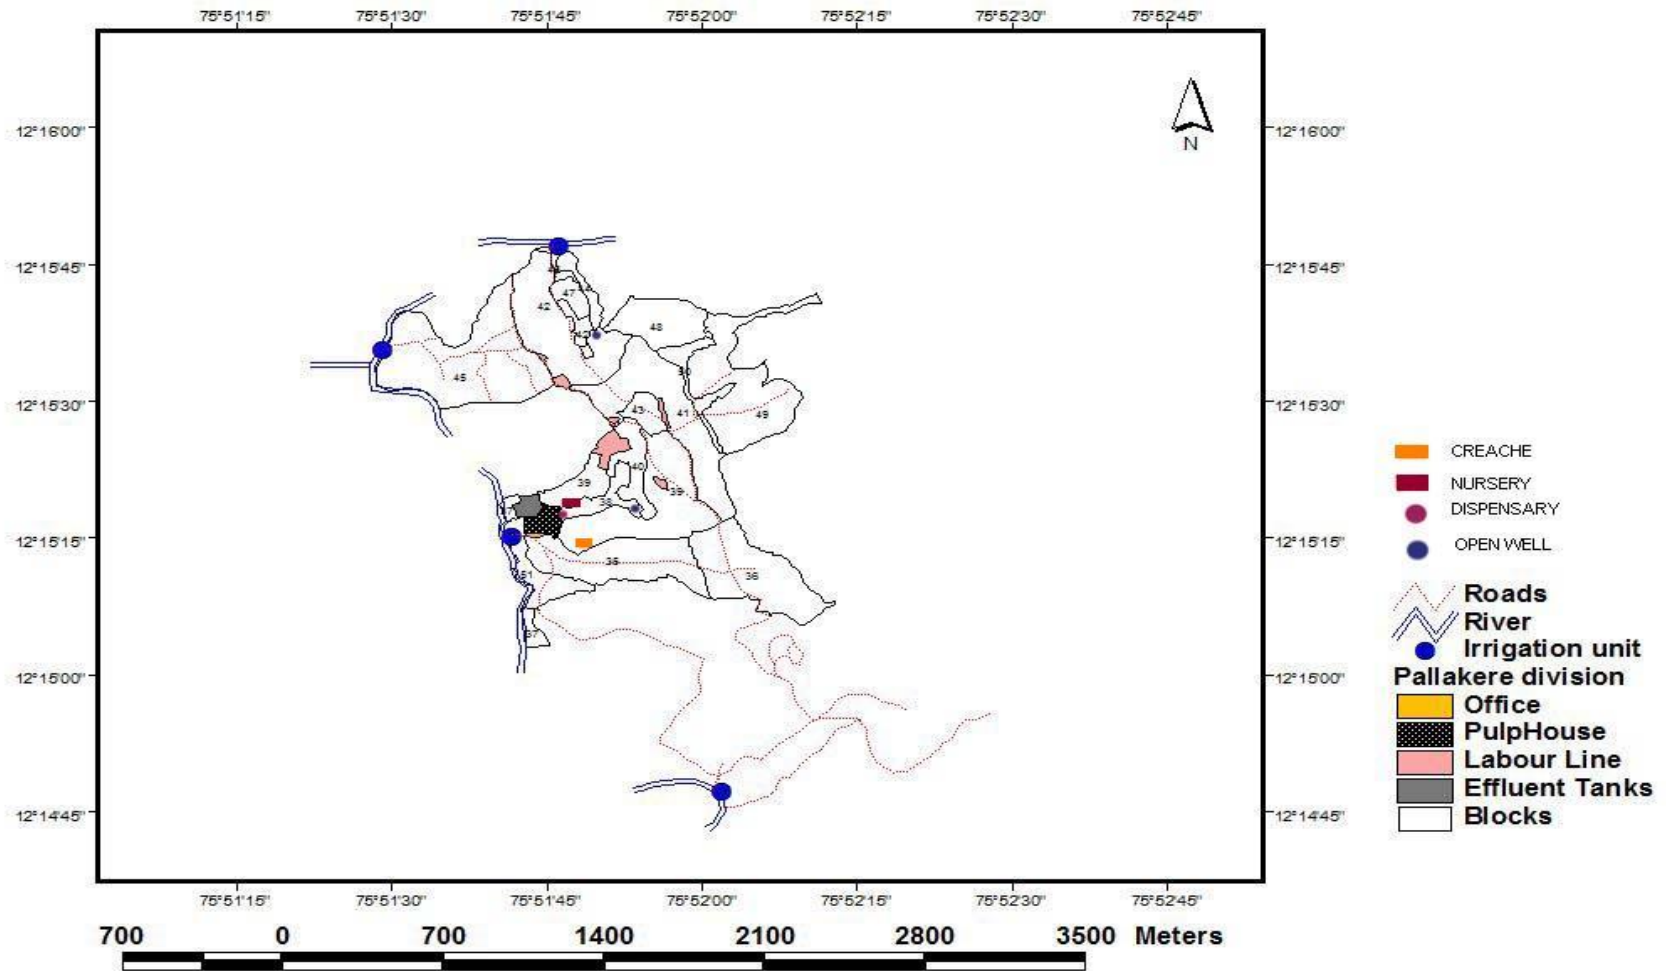 75°51'15" 75°51'30" 75°51'45" 75°52'00" 75°52'15" 75°52'30" 75°52'45"
12°16'00" 12°16'00"
N
12°15'45" 12°15'45"
47
42
48
45
50
12°15'30" 12°15'30"
43 41 49
40
39 39
38
12°15'15" 12°15'15"
35
51 36
37
12°15'00" 12°15'00"
12°14'45" 12°14'45"
75°51'15" 75°51'30" 75°51'45" 75°52'00" 75°52'15" 75°52'30" 75°52'45"
700 0 700 1400 2100 2800 3500 Meters
CREACHE
NURSERY
DISPENSARY
OPEN WELL
Roads
River
Irrigation unit
Pallakere division
Office
PulpHouse
Labour Line
Effluent Tanks
Blocks